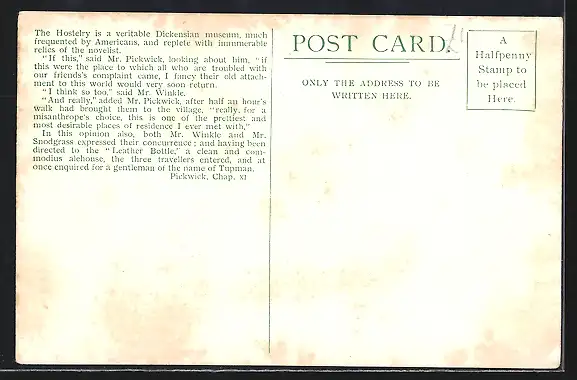 The Hostelry is a veritable Dickensian museum, much
frequented by Americans, and replete with innumerable
relics of the novelist.
"If this," said Mr. Pickwick, looking about him, "if
this were the place to which all who are troubled with
our friend's complaint came, I fancy their old attach-
ment to this world would very soon return.
"I think so too," said Mr. Winkle.
"And really," added Mr. Pickwick, after half an hour's
walk had brought them to the village, "really, for a
misanthrope's choice, this is one of the prettiest and
most desirable places of residence I ever met with,"
In this opinion also, both Mr. Winkle and Mr.
Snodgrass expressed their concurrence; and having been
directed to the "Leather Bottle," a clean and com-
modius alehouse, the three travellers entered, and at
once enquired for a gentleman of the name of Tupman.
Pickwick, Chap. XI
POST CARD.
ONLY THE ADDRESS TO BE
WRITTEN HERE.
A
Halfpenny
Stamp to
be placed
Here.